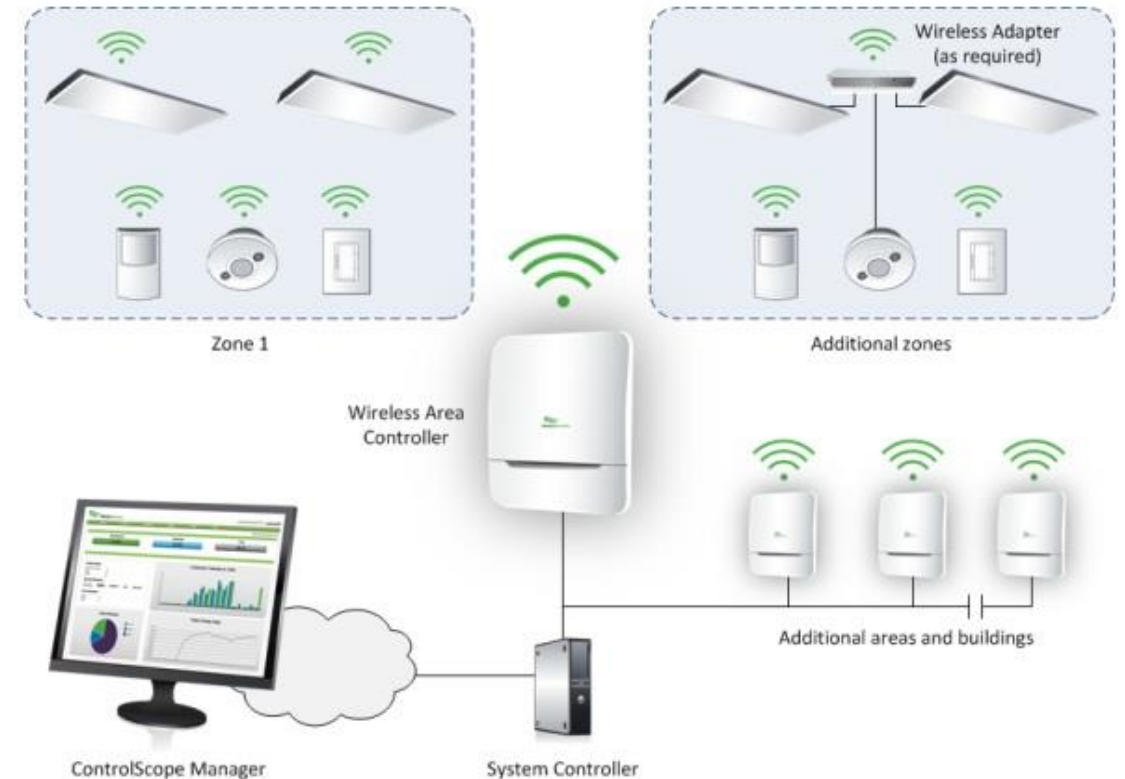 Wireless Adapter
(as required)
Zone 1
Additional zones
Wireless Area
Controller
Additional areas and buildings
ControlScope Manager
System Controller